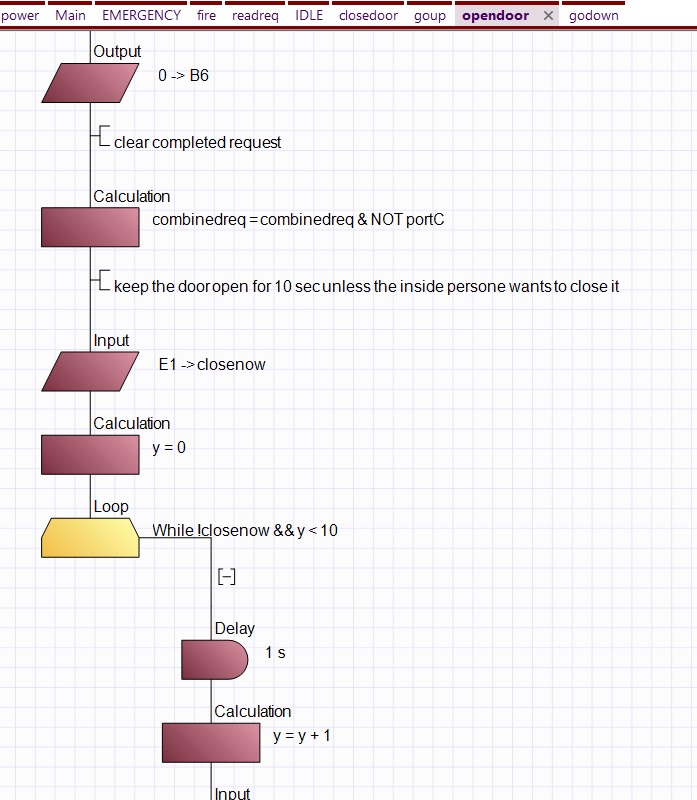 power Main EMERGENCY fire readreq IDLE closedoor goup opendoor × godown
Output
0 -> B6
clear completed request
Calculation
combinedreq = combinedreq & NOT portC
keep the door open for 10 sec unless the inside persone wants to close it
Input
E1 -> closenow
Calculation
y = 0
Loop
While !closenow && y < 10
[–]
Delay
1 s
Calculation
y = y + 1
Input